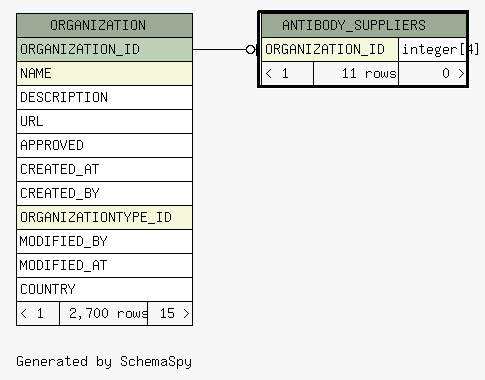 ORGANIZATION
ORGANIZATION_ID
NAME
DESCRIPTION
URL
APPROVED
CREATED_AT
CREATED_BY
ORGANIZATIONTYPE_ID
MODIFIED_BY
MODIFIED_AT
COUNTRY
< 1 2,700 rows 15 >
ANTIBODY_SUPPLIERS
ORGANIZATION_ID integer[4]
< 1 11 rows 0 >
Generated by SchemaSpy